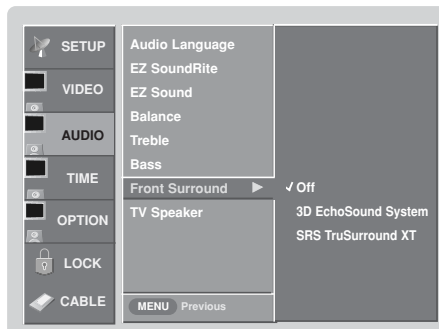 SETUP
VIDEO
AUDIO
TIME
OPTION
LOCK
CABLE
Audio Language
EZ SoundRite
EZ Sound
Balance
Treble
Bass
Front Surround
TV Speaker
MENU Previous
Off
3D EchoSound System
SRS TruSurround XT